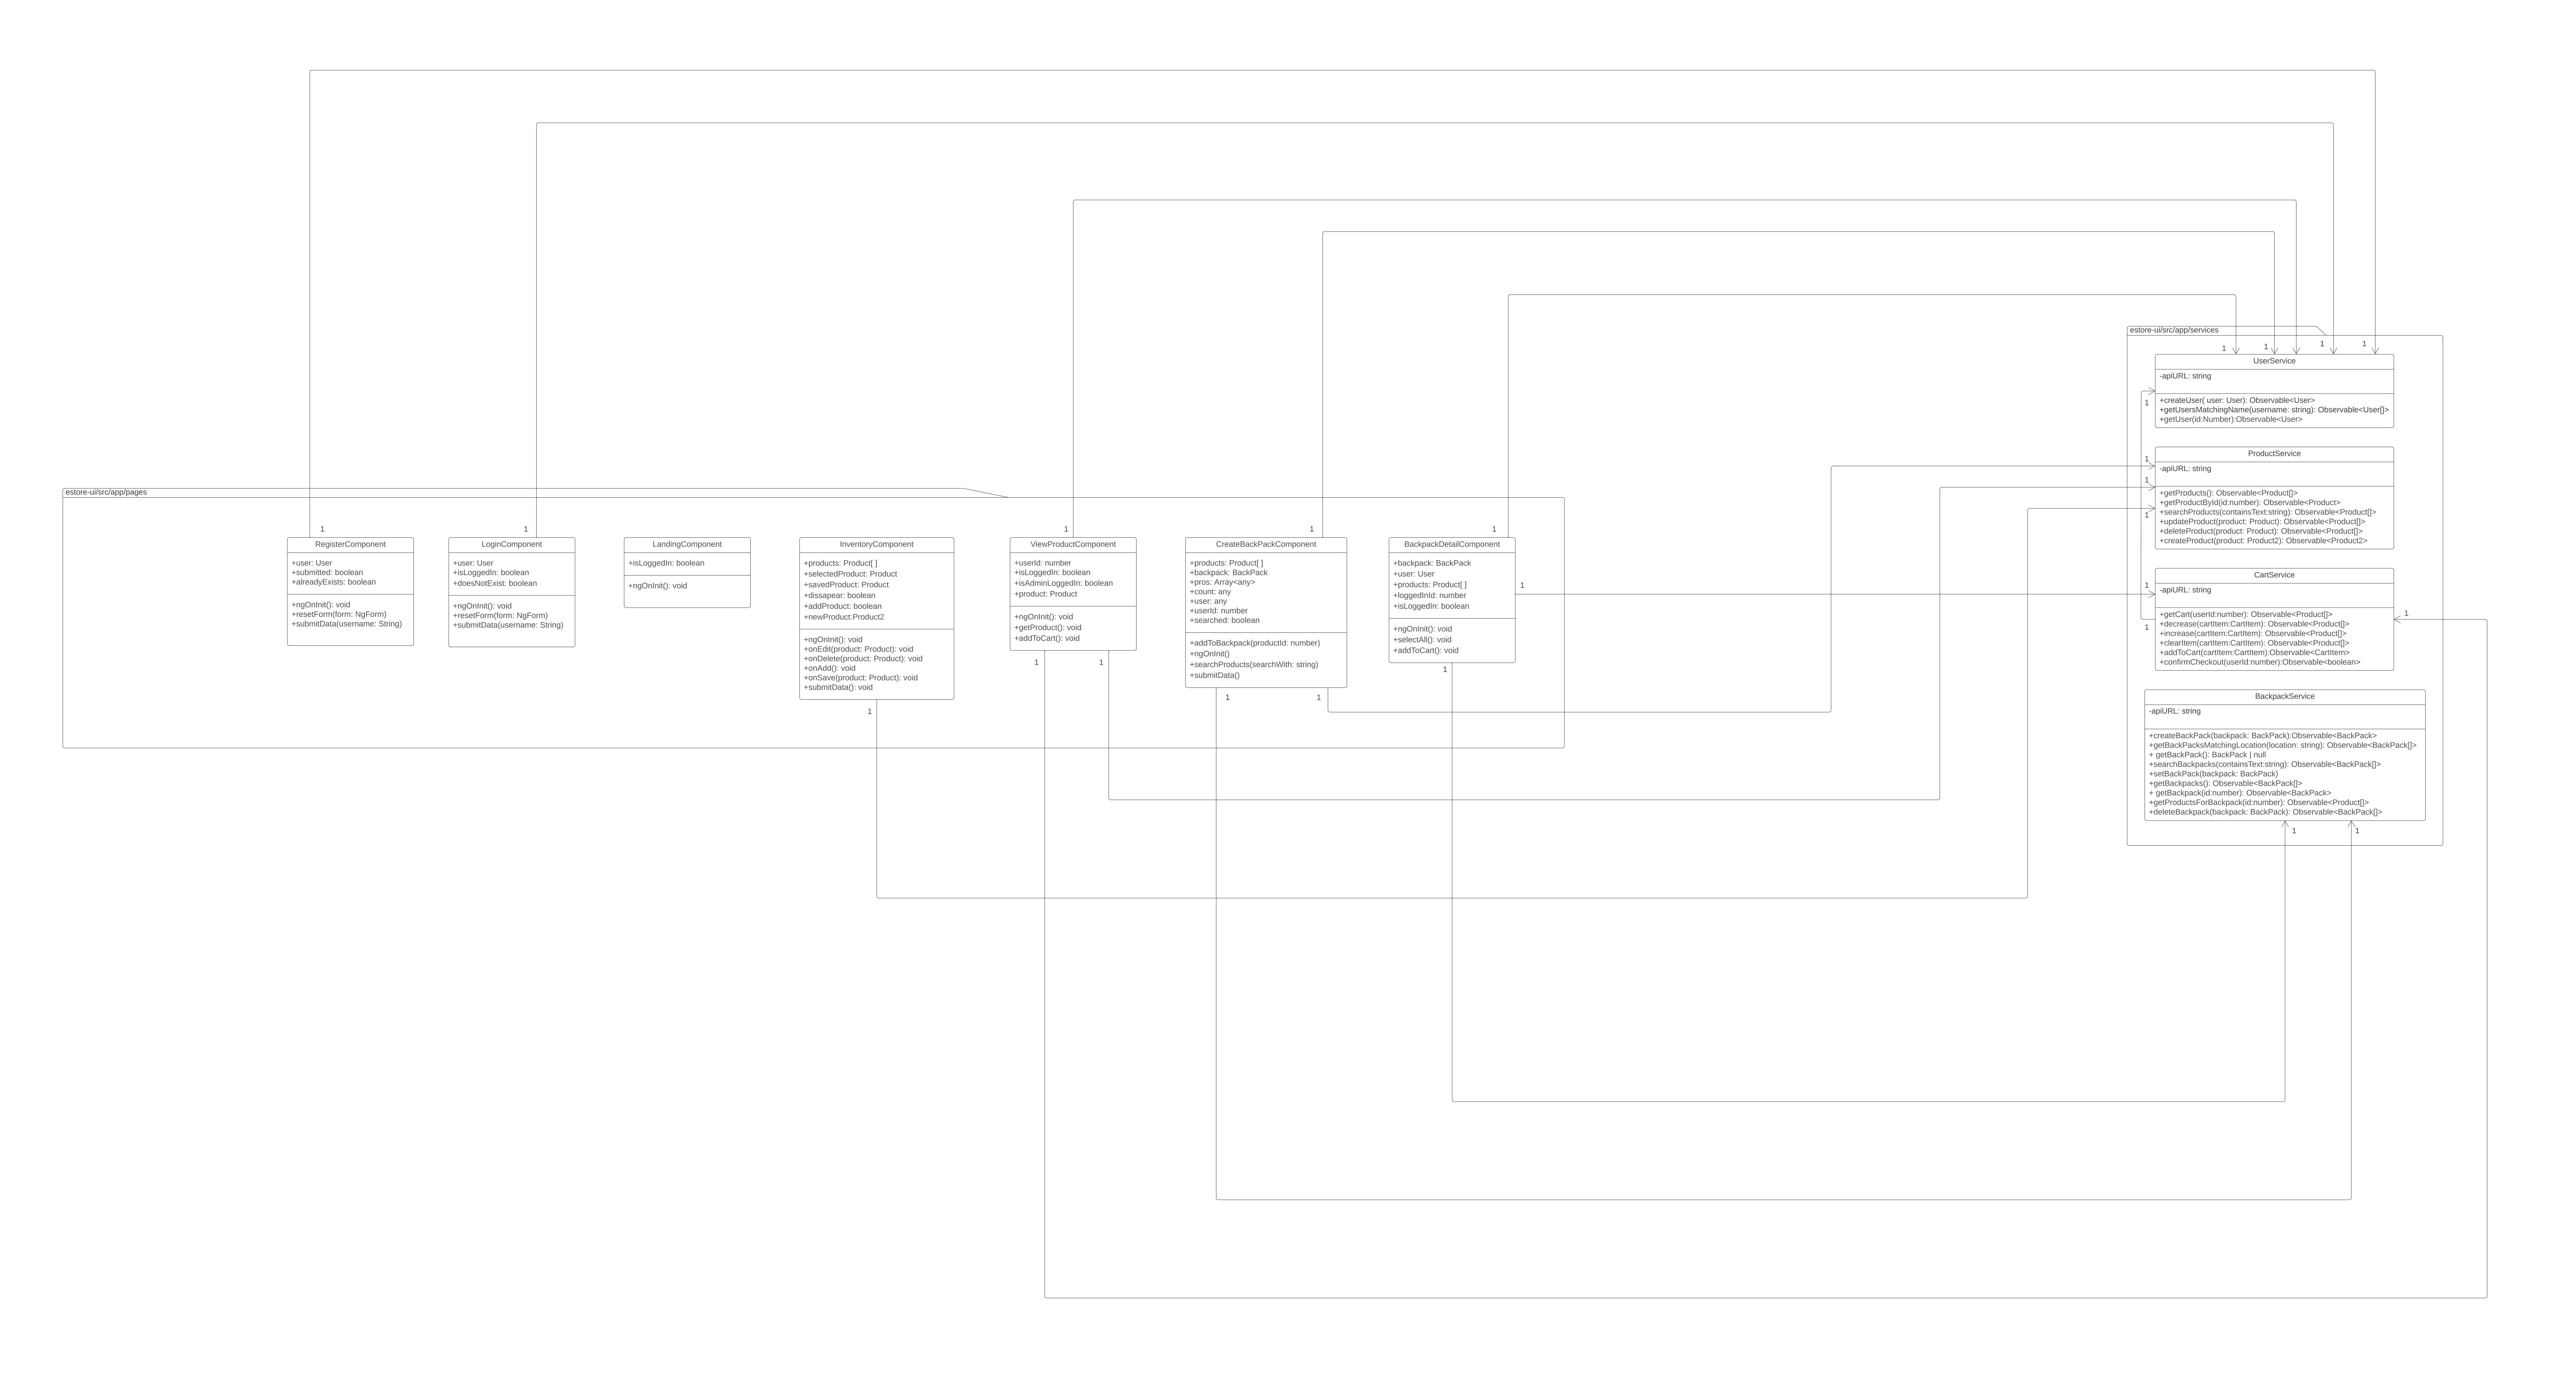 estore-ui/src/app/services
1
1
1
1
UserService
-apiURL: string
+createUser( user: User): Observable<User>
+getUsersMatchingName(username: string): Observable<User[]>
+getUser(id:Number):Observable<User>
1
ProductService
-apiURL: string
+getProducts(): Observable<Product[]>
+getProductById(id:number): Observable<Product>
+searchProducts(containsText:string): Observable<Product[]>
+updateProduct(product: Product): Observable<Product[]>
+deleteProduct(product: Product): Observable<Product[]>
+createProduct(product: Product2): Observable<Product2>
1
1
1
CartService
-apiURL: string
+getCart(userId:number): Observable<Product[]>
+decrease(cartItem:CartItem): Observable<Product[]>
+increase(cartItem:CartItem): Observable<Product[]>
+clearItem(cartItem:CartItem): Observable<Product[]>
+addToCart(cartItem:CartItem):Observable<CartItem>
+confirmCheckout(userId:number):Observable<boolean>
1
1
1
BackpackService
-apiURL: string
+createBackPack(backpack: BackPack):Observable<BackPack>
+getBackPacksMatchingLocation(location: string): Observable<BackPack[]>
+ getBackPack(): BackPack | null
+searchBackpacks(containsText:string): Observable<BackPack[]>
+setBackPack(backpack: BackPack)
+getBackpacks(): Observable<BackPack[]>
+ getBackpack(id:number): Observable<BackPack>
+getProductsForBackpack(id:number): Observable<Product[]>
+deleteBackpack(backpack: BackPack): Observable<BackPack[]>
1
1
estore-ui/src/app/pages
1
RegisterComponent
+user: User
+submitted: boolean
+alreadyExists: boolean
+ngOnInit(): void
+resetForm(form: NgForm)
+submitData(username: String)
1
LoginComponent
+user: User
+isLoggedIn: boolean
+doesNotExist: boolean
+ngOnInit(): void
+resetForm(form: NgForm)
+submitData(username: String)
LandingComponent
+isLoggedIn: boolean
+ngOnInit(): void
InventoryComponent
+products: Product[ ]
+selectedProduct: Product
+savedProduct: Product
+dissapear: boolean
+addProduct: boolean
+newProduct:Product2
+ngOnInit(): void
+onEdit(product: Product): void
+onDelete(product: Product): void
+onAdd(): void
+onSave(product: Product): void
+submitData(): void
1
1
ViewProductComponent
+userId: number
+isLoggedIn: boolean
+isAdminLoggedIn: boolean
+product: Product
+ngOnInit(): void
+getProduct(): void
+addToCart(): void
1
1
1
CreateBackPackComponent
+products: Product[ ]
+backpack: BackPack
+pros: Array<any>
+count: any
+user: any
+userId: number
+searched: boolean
+addToBackpack(productId: number)
+ngOnInit()
+searchProducts(searchWith: string)
+submitData()
1
1
1
BackpackDetailComponent
+backpack: BackPack
+user: User
+products: Product[ ]
+loggedInId: number
+isLoggedIn: boolean
+ngOnInit(): void
+selectAll(): void
+addToCart(): void
1
1